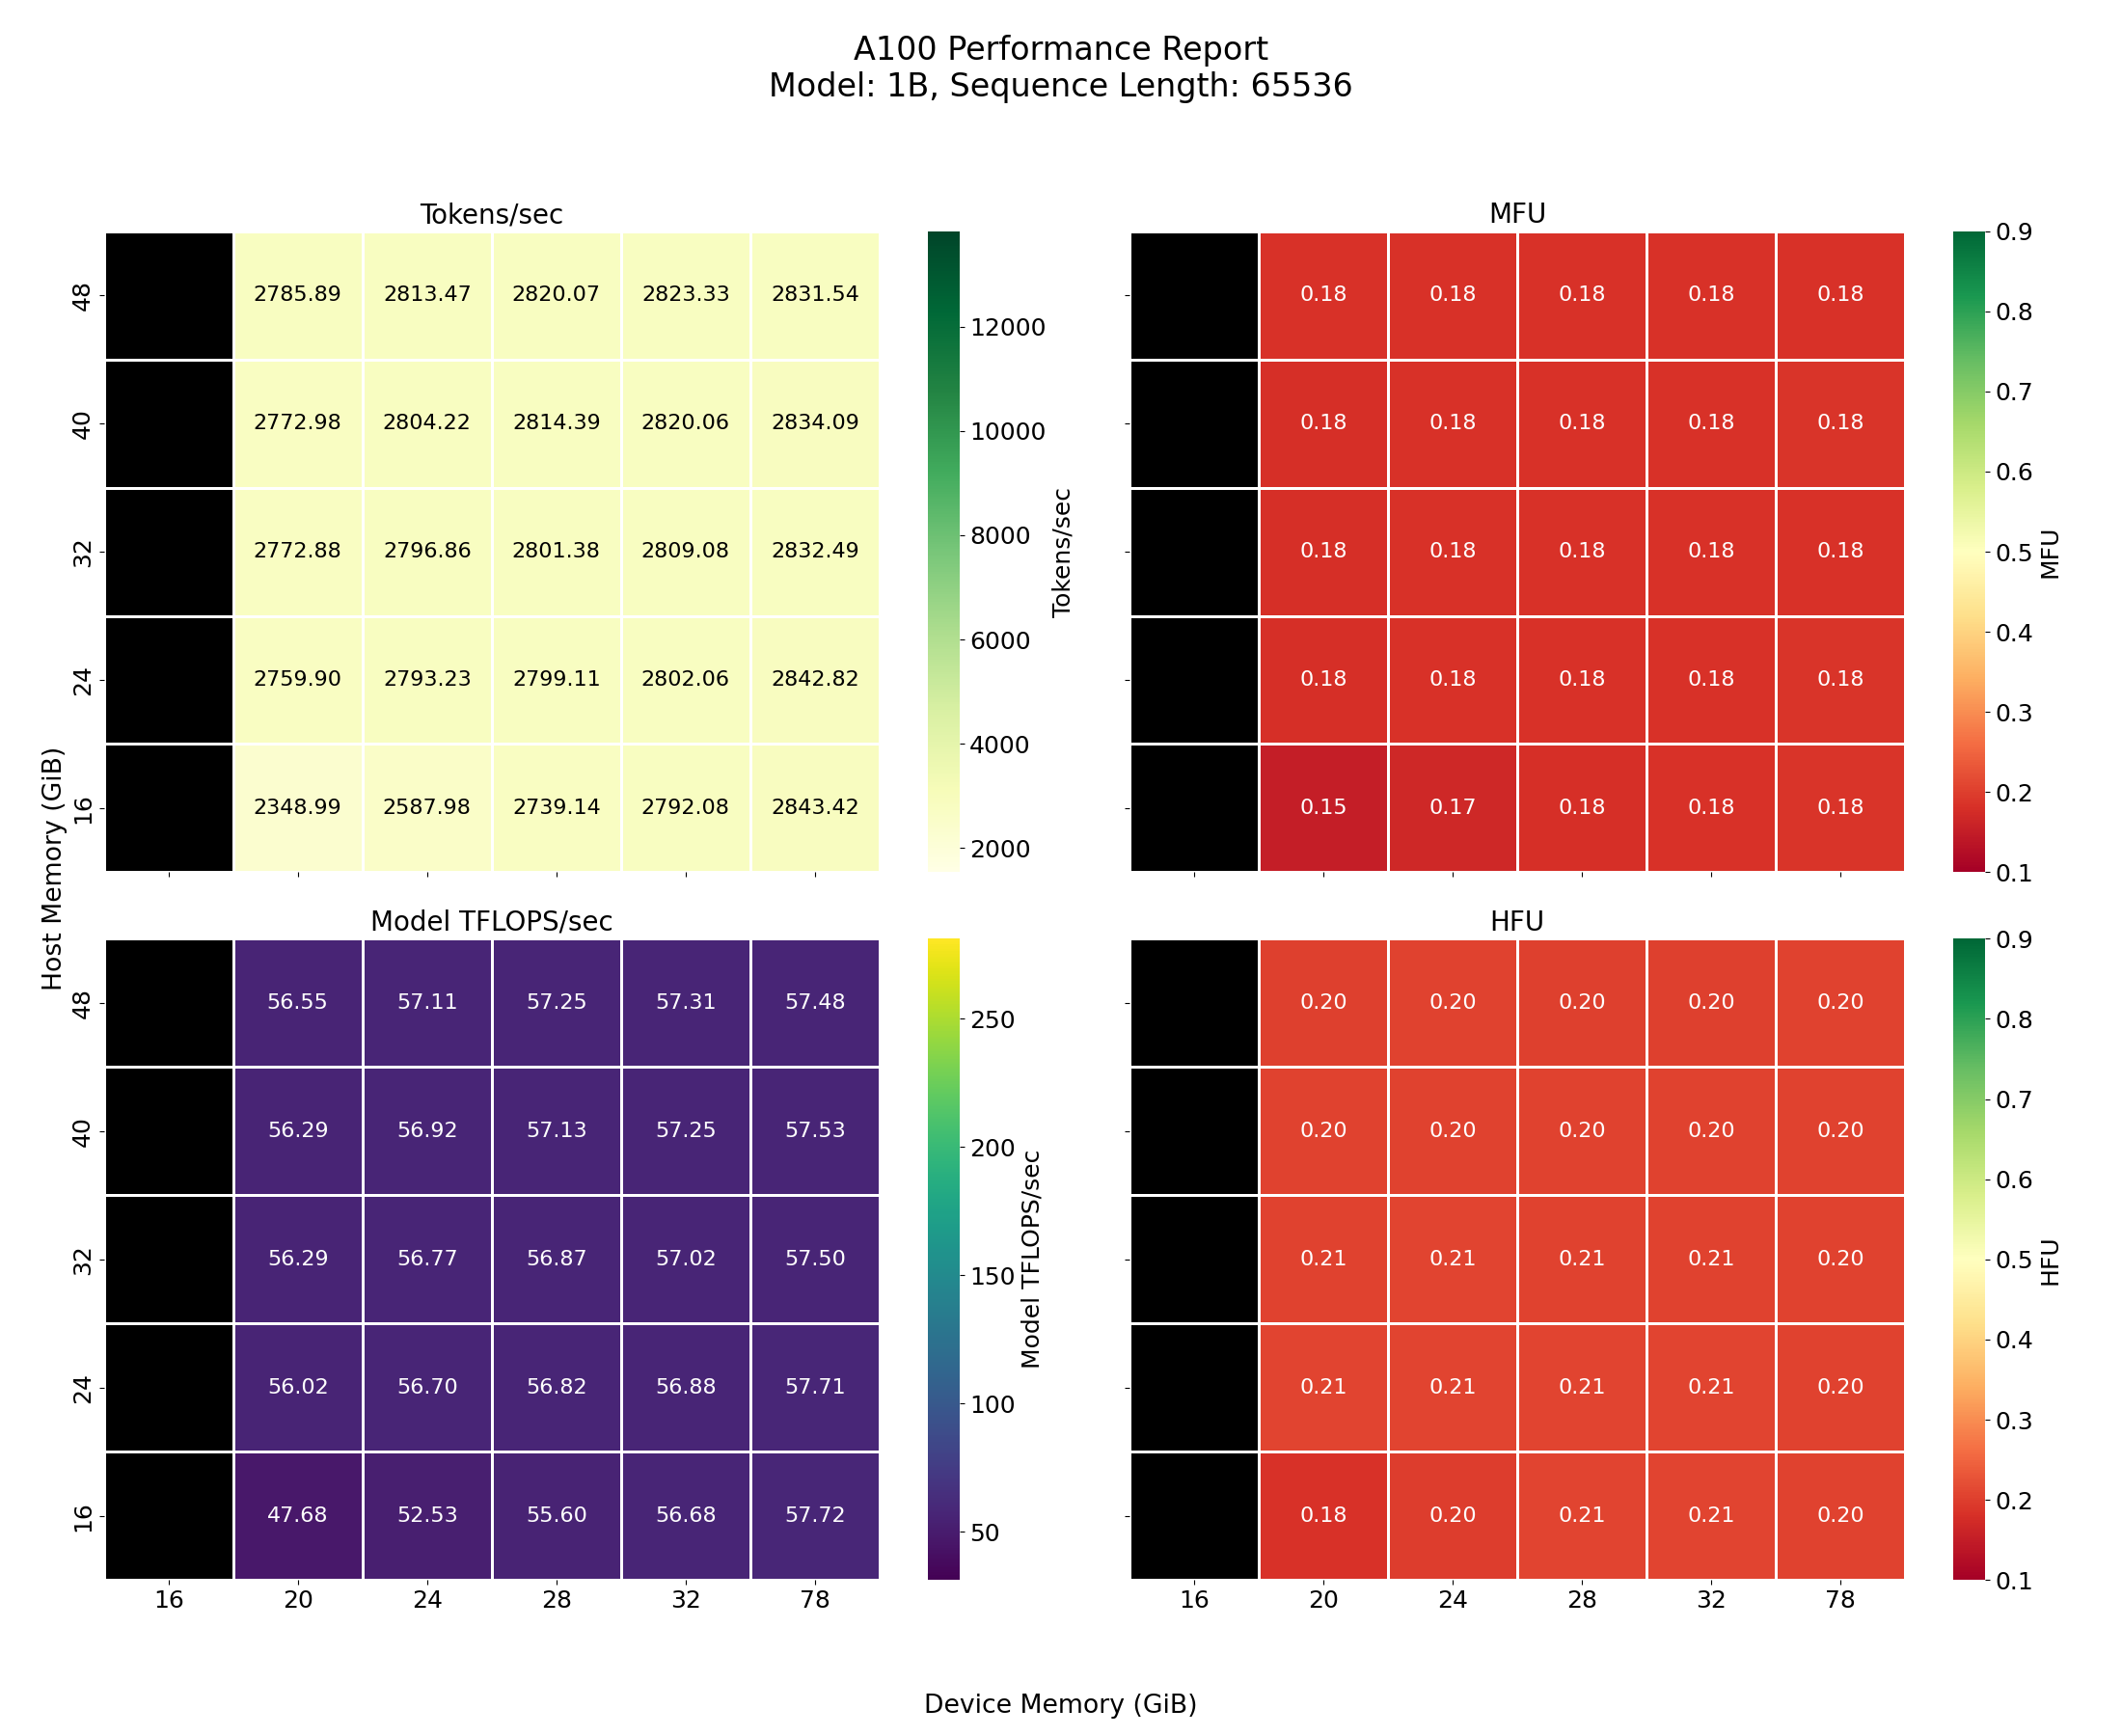 A100 Performance Report
Model: 1B, Sequence Length: 65536
Tokens/sec
48 2785.89 2813.47 2820.07 2823.33 2831.54
40 2772.98 2804.22 2814.39 2820.06 2834.09
32 2772.88 2796.86 2801.38 2809.08 2832.49
24 2759.90 2793.23 2799.11 2802.06 2842.82
16 2348.99 2587.98 2739.14 2792.08 2843.42
12000
10000
8000
6000
4000
2000
Tokens/sec
MFU
0.18 0.18 0.18 0.18 0.18
0.18 0.18 0.18 0.18 0.18
0.18 0.18 0.18 0.18 0.18
0.18 0.18 0.18 0.18 0.18
0.15 0.17 0.18 0.18 0.18
0.9
0.8
0.7
0.6
0.5
0.4
0.3
0.2
0.1
MFU
Host Memory (GiB)
Model TFLOPS/sec
48 56.55 57.11 57.25 57.31 57.48
40 56.29 56.92 57.13 57.25 57.53
32 56.29 56.77 56.87 57.02 57.50
24 56.02 56.70 56.82 56.88 57.71
16 47.68 52.53 55.60 56.68 57.72
16 20 24 28 32 78
250
200
150
100
50
Model TFLOPS/sec
HFU
0.20 0.20 0.20 0.20 0.20
0.20 0.20 0.20 0.20 0.20
0.21 0.21 0.21 0.21 0.20
0.21 0.21 0.21 0.21 0.20
0.18 0.20 0.21 0.21 0.20
16 20 24 28 32 78
0.9
0.8
0.7
0.6
0.5
0.4
0.3
0.2
0.1
HFU
Device Memory (GiB)